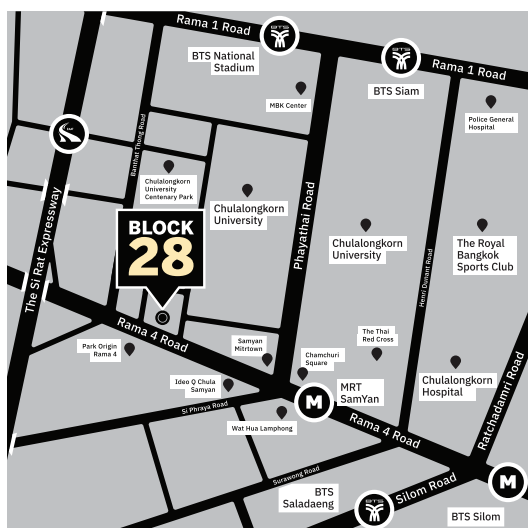 Rama 1 Road
BTS
BTS National
Stadium
BTS
BTS Siam
Rama 1 Road
MBK Center
Police General
Hospital
Banthat Thong Road
Chulalongkorn
University
Centenary Park
Chulalongkorn
University
Phayathai Road
Chulalongkorn
University
Henri Dunant Road
The Royal
Bangkok
Sports Club
The Si Rat Expressway
BLOCK
28
Rama 4 Road
Park Origin
Rama 4
Samyan
Mitrtown
Chamchuri
Square
The Thai
Red Cross
Chulalongkorn
Hospital
Ratchadamri Road
Ideo Q Chula
Samyan
Si Phraya Road
Wat Hua Lamphong
M
MRT
SamYan
Rama 4 Road
Surawong Road
BTS
Saladaeng
BTS
Silom Road
M
BTS Silom